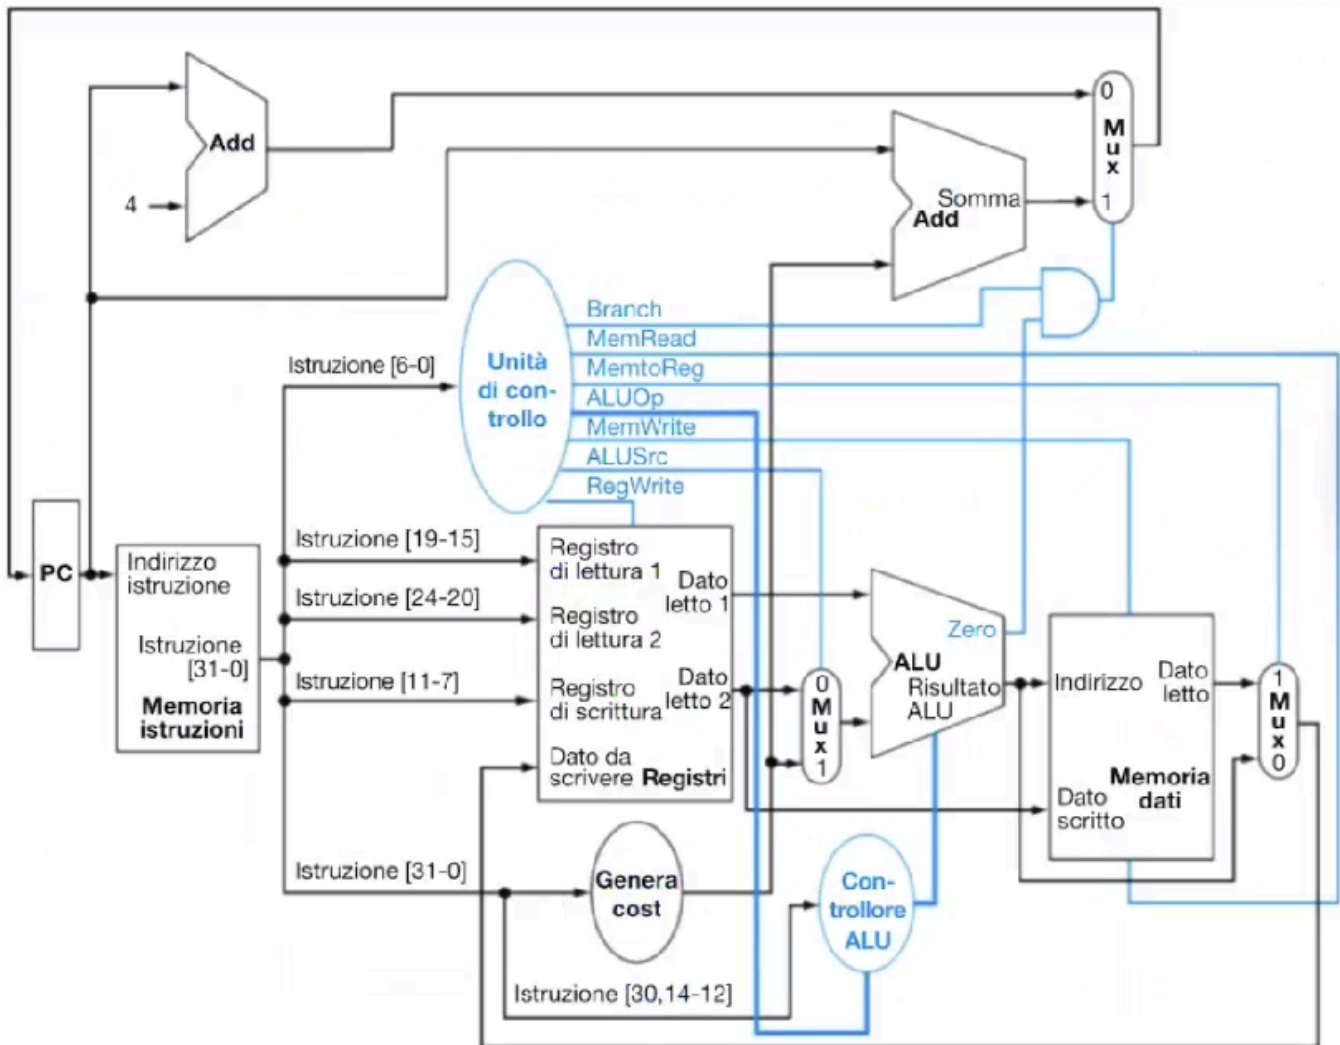 Add
4
0
Mux
1
Somma
Add
Branch
MemRead
MemtoReg
ALUOp
MemWrite
ALUSrc
RegWrite
Unità
di con-
trollo
Istruzione [6-0]
PC
Indirizzo
istruzione
Istruzione
[31-0]
Memoria
istruzioni
Istruzione [19-15]
Istruzione [24-20]
Istruzione [11-7]
Istruzione [31-0]
Registro
di lettura 1
Registro
di lettura 2
Registro
di scrittura
Dato da
scrivere Registri
Dato
letto 1
Dato
letto 2
0
Mux
1
Zero
ALU
Risultato
ALU
Indirizzo
Dato
letto
Dato
scritto
Memoria
dati
1
Mux
0
Genera
cost
Con-
trollore
ALU
Istruzione [30,14-12]